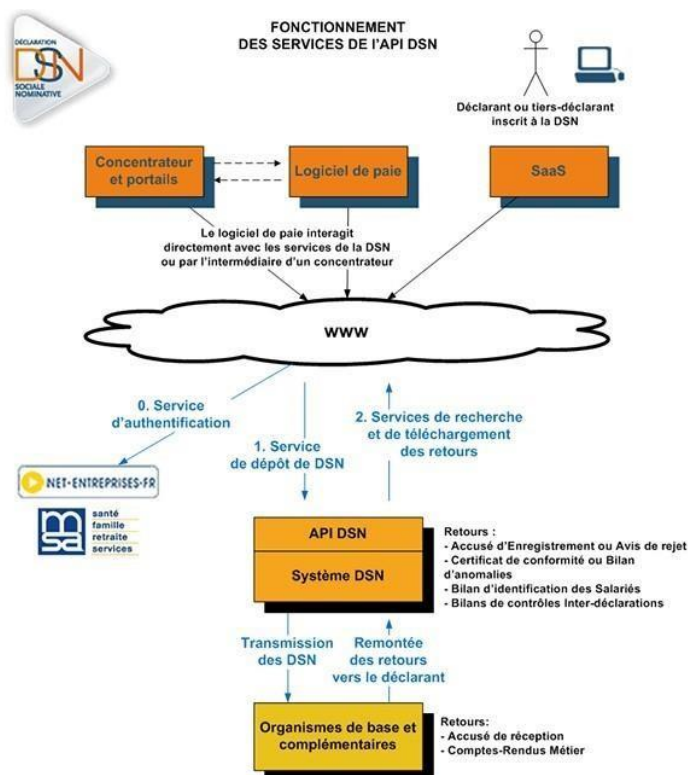 DÉCLARATION
DSN
SOCIALE
NOMINATIVE
FONCTIONNEMENT
DES SERVICES DE l'API DSN
Déclarant ou tiers-déclarant
inscrit à la DSN
Concentrateur
et portails
Logiciel de paie
SaaS
Le logiciel de paie interagit
directement avec les services de la DSN
ou par l'intermédiaire d'un concentrateur
www
0. Service
d'authentification
1. Service
de dépôt de DSN
2. Services de recherche
et de téléchargement
des retours
NET-ENTREPRISES-FR
msa
santé
famille
retraite
services
API DSN
Système DSN
Retours :
- Accusé d'Enregistrement ou Avis de rejet
- Certificat de conformité ou Bilan
d'anomalies
- Bilan d'identification des Salariés
- Bilans de contrôles Inter-déclarations
Transmission
des DSN
Remontée
des retours
vers le déclarant
Organismes de base et
complémentaires
Retours:
- Accusé de réception
- Comptes-Rendus Métier